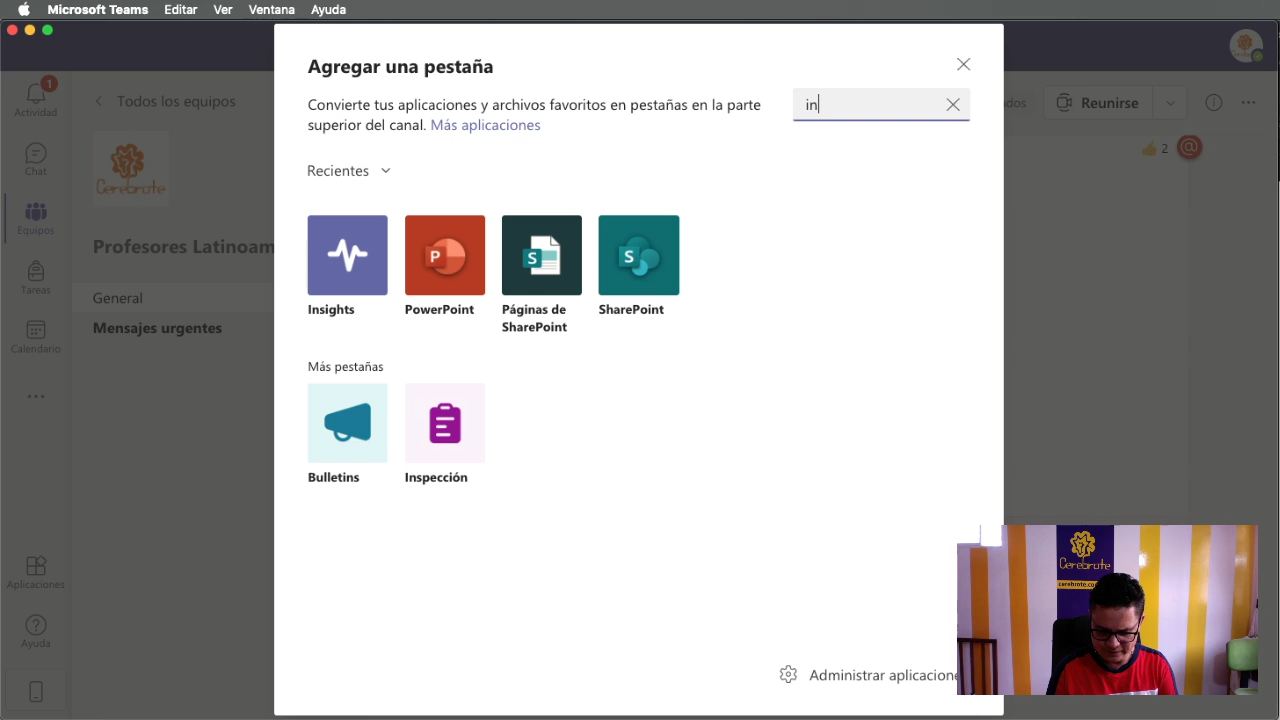 Microsoft Teams Editar Ver Ventana Ayuda
1
Actividad
Chat
Equipos
Tareas
Calendario
Aplicaciones
Ayuda
Todos los equipos
Cerebrote
Profesores Latinoam
General
Mensajes urgentes
Agregar una pestaña
Convierte tus aplicaciones y archivos favoritos en pestañas en la parte
superior del canal. Más aplicaciones
in
Recientes
Insights
P
PowerPoint
S
Páginas de
SharePoint
S
SharePoint
Más pestañas
Bulletins
Inspección
Administrar aplicacione
dos
Reunirse
2
@
Cerebrote